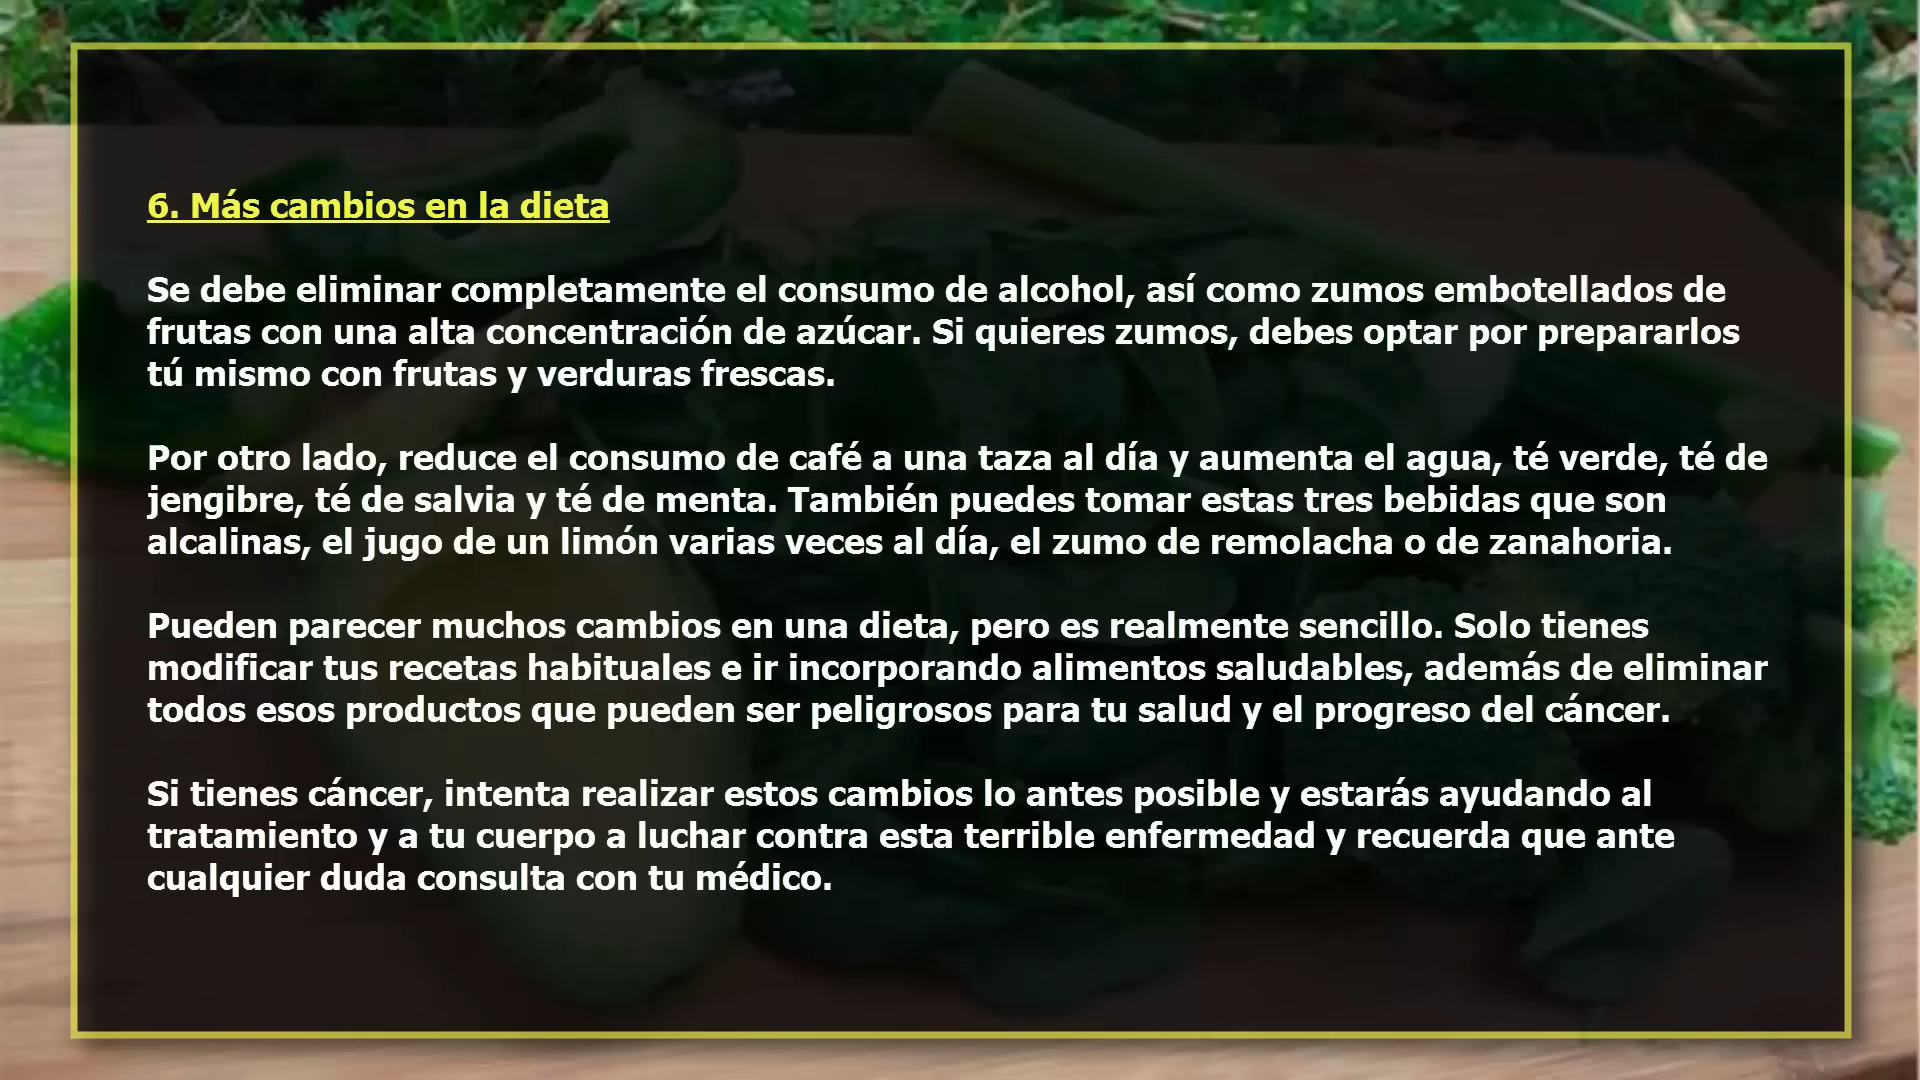 6. Más cambios en la dieta
Se debe eliminar completamente el consumo de alcohol, así como zumos embotellados de
frutas con una alta concentración de azúcar. Si quieres zumos, debes optar por prepararlos
tú mismo con frutas y verduras frescas.
Por otro lado, reduce el consumo de café a una taza al día y aumenta el agua, té verde, té de
jengibre, té de salvia y té de menta. También puedes tomar estas tres bebidas que son
alcalinas, el jugo de un limón varias veces al día, el zumo de remolacha o de zanahoria.
Pueden parecer muchos cambios en una dieta, pero es realmente sencillo. Solo tienes
modificar tus recetas habituales e ir incorporando alimentos saludables, además de eliminar
todos esos productos que pueden ser peligrosos para tu salud y el progreso del cáncer.
Si tienes cáncer, intenta realizar estos cambios lo antes posible y estarás ayudando al
tratamiento y a tu cuerpo a luchar contra esta terrible enfermedad y recuerda que ante
cualquier duda consulta con tu médico.